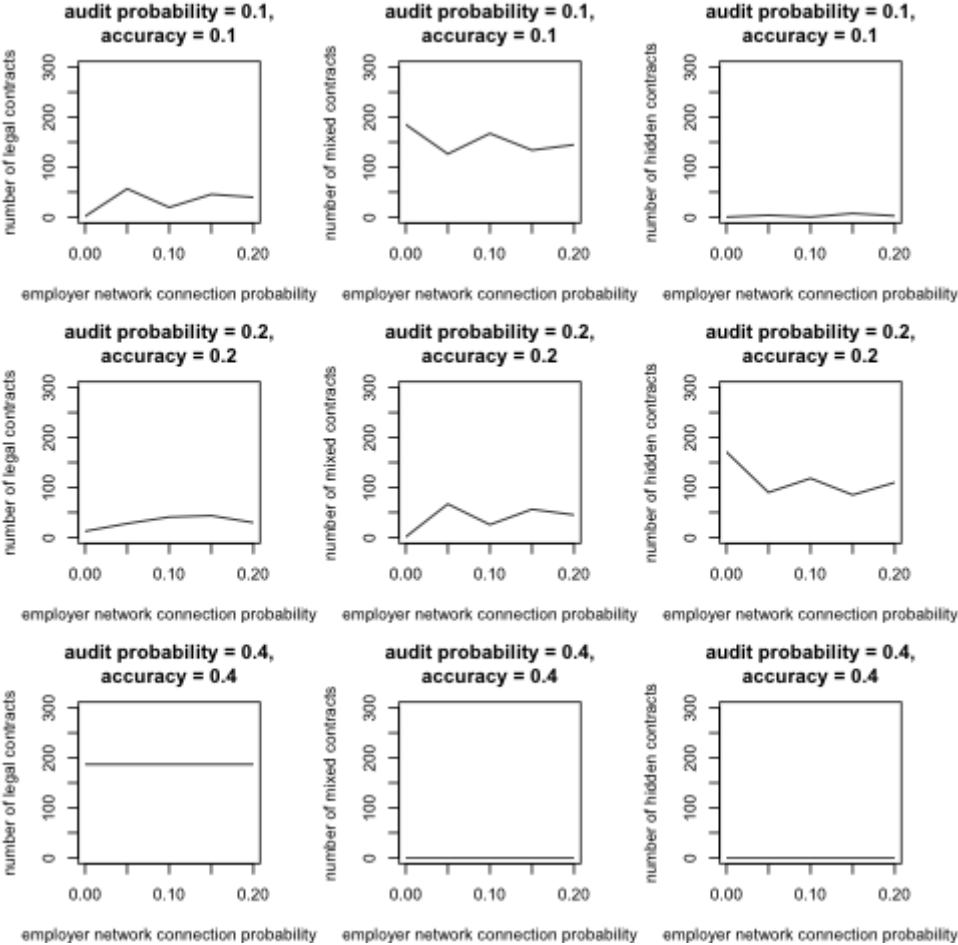 audit probability = 0.1,
accuracy = 0.1
number of legal contracts
300
200
100
0
0.00 0.10 0.20
employer network connection probability
audit probability = 0.1,
accuracy = 0.1
number of mixed contracts
300
200
100
0
0.00 0.10 0.20
employer network connection probability
audit probability = 0.1,
accuracy = 0.1
number of hidden contracts
300
200
100
0
0.00 0.10 0.20
employer network connection probability
audit probability = 0.2,
accuracy = 0.2
number of legal contracts
300
200
100
0
0.00 0.10 0.20
employer network connection probability
audit probability = 0.2,
accuracy = 0.2
number of mixed contracts
300
200
100
0
0.00 0.10 0.20
employer network connection probability
audit probability = 0.2,
accuracy = 0.2
number of hidden contracts
300
200
100
0
0.00 0.10 0.20
employer network connection probability
audit probability = 0.4,
accuracy = 0.4
number of legal contracts
300
200
100
0
0.00 0.10 0.20
employer network connection probability
audit probability = 0.4,
accuracy = 0.4
number of mixed contracts
300
200
100
0
0.00 0.10 0.20
employer network connection probability
audit probability = 0.4,
accuracy = 0.4
number of hidden contracts
300
200
100
0
0.00 0.10 0.20
employer network connection probability